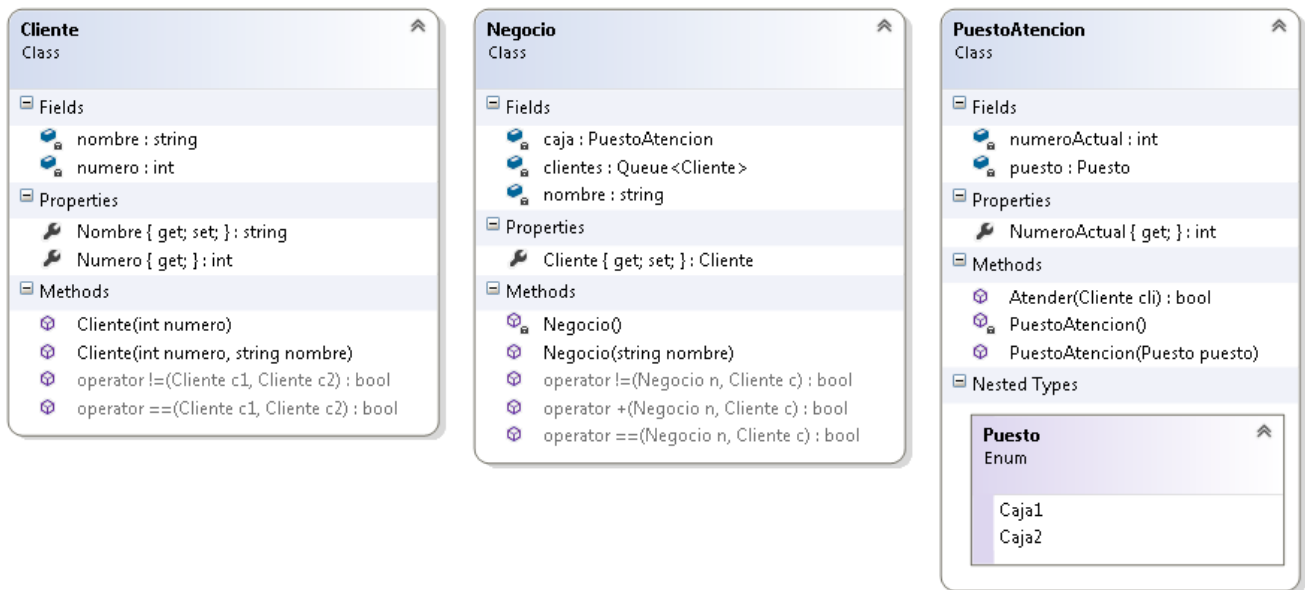 Cliente
Class
Fields
nombre : string
numero : int
Properties
Nombre { get; set; } : string
Numero { get; } : int
Methods
Cliente(int numero)
Cliente(int numero, string nombre)
operator !=(Cliente c1, Cliente c2) : bool
operator ==(Cliente c1, Cliente c2) : bool
Negocio
Class
Fields
caja : PuestoAtencion
clientes : Queue<Cliente>
nombre : string
Properties
Cliente { get; set; } : Cliente
Methods
Negocio()
Negocio(string nombre)
operator !=(Negocio n, Cliente c) : bool
operator +(Negocio n, Cliente c) : bool
operator ==(Negocio n, Cliente c) : bool
PuestoAtencion
Class
Fields
numeroActual : int
puesto : Puesto
Properties
NumeroActual { get; } : int
Methods
Atender(Cliente cli) : bool
PuestoAtencion()
PuestoAtencion(Puesto puesto)
Nested Types
Puesto
Enum
Caja1
Caja2